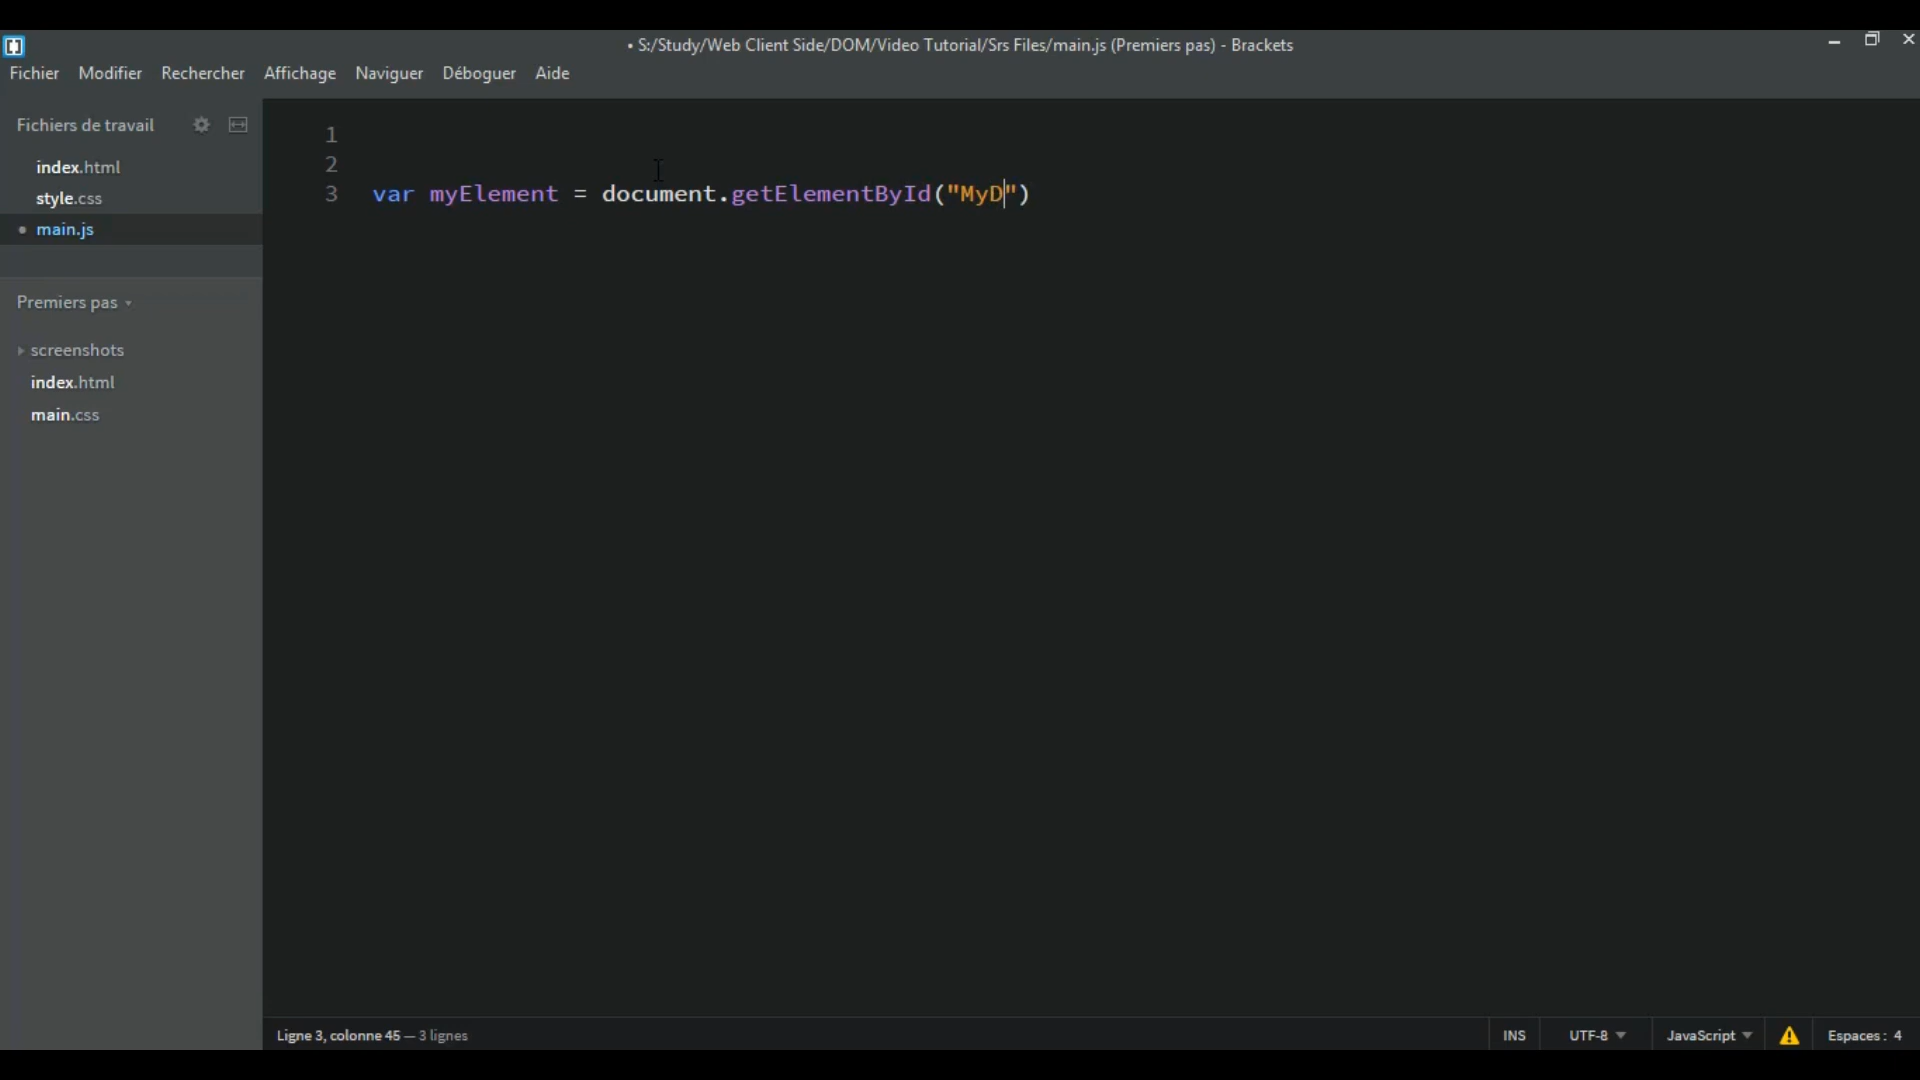 • S:/Study/Web Client Side/DOM/Video Tutorial/Srs Files/main.js (Premiers pas) - Brackets
Fichier Modifier Rechercher Affichage Naviguer Déboguer Aide
Fichiers de travail
index.html
style.css
• main.js
Premiers pas
screenshots
index.html
main.css
1
2
3 var myElement = document.getElementById("MyD")
Ligne 3, colonne 45 — 3 lignes
INS UTF-8 JavaScript Espaces : 4